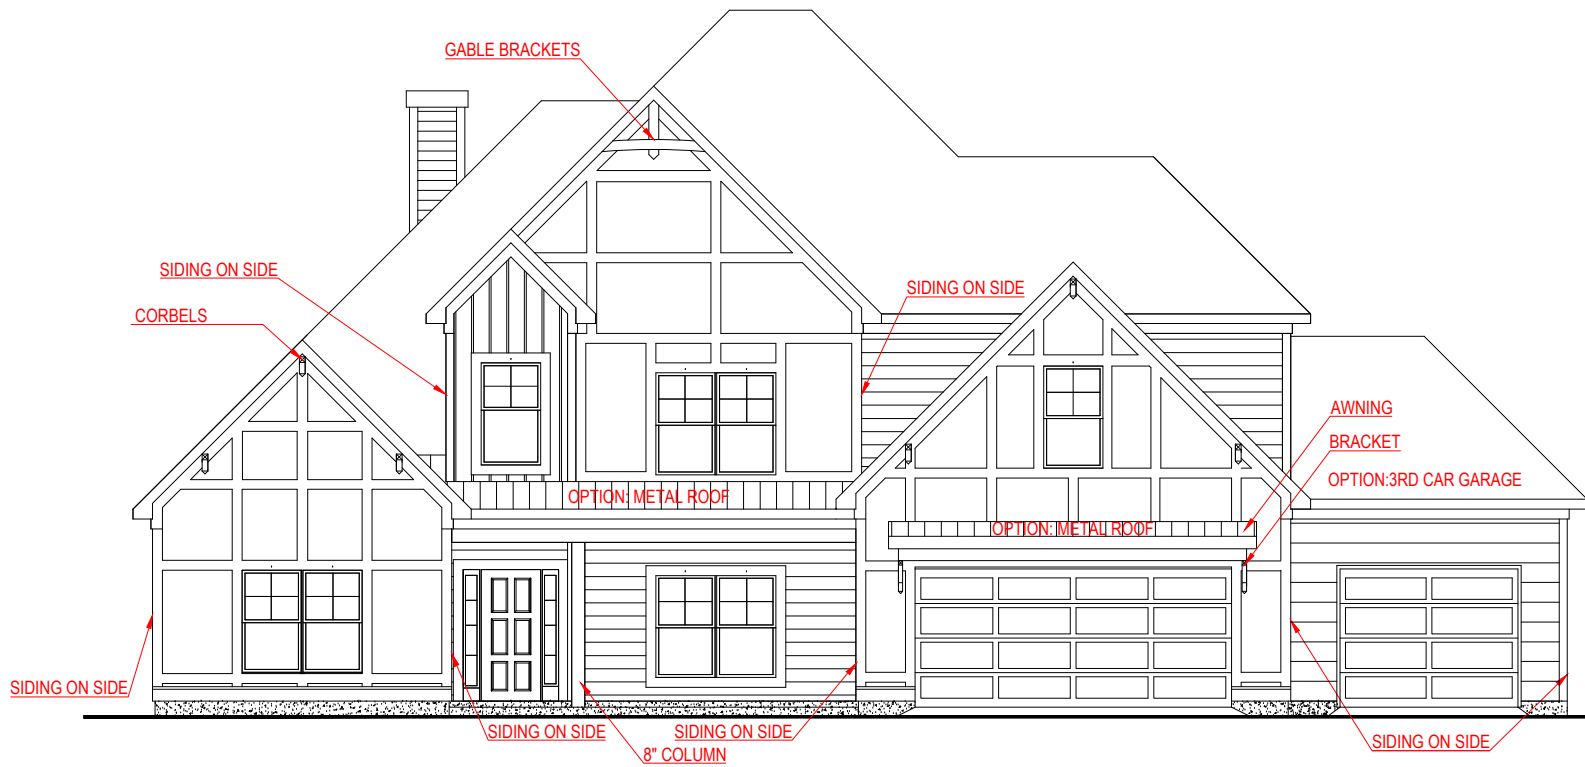 GABLE BRACKETS
SIDING ON SIDE
SIDING ON SIDE
CORBELS
AWNING
BRACKET
OPTION:3RD CAR GARAGE
OPTION: METAL ROOF
OPTION: METAL ROOF
SIDING ON SIDE
SIDING ON SIDE
SIDING ON SIDE
SIDING ON SIDE
8" COLUMN